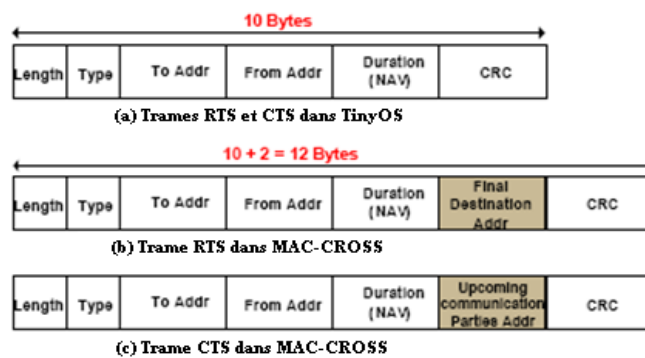 10 Bytes
Length Type To Addr From Addr Duration (NAV) CRC
(a) Trames RTS et CTS dans TinyOS
10 + 2 = 12 Bytes
Length Type To Addr From Addr Duration (NAV) Final Destination Addr CRC
(b) Trame RTS dans MAC-CROSS
Length Type To Addr From Addr Duration (NAV) Upcoming communication Parties Addr CRC
(c) Trame CTS dans MAC-CROSS